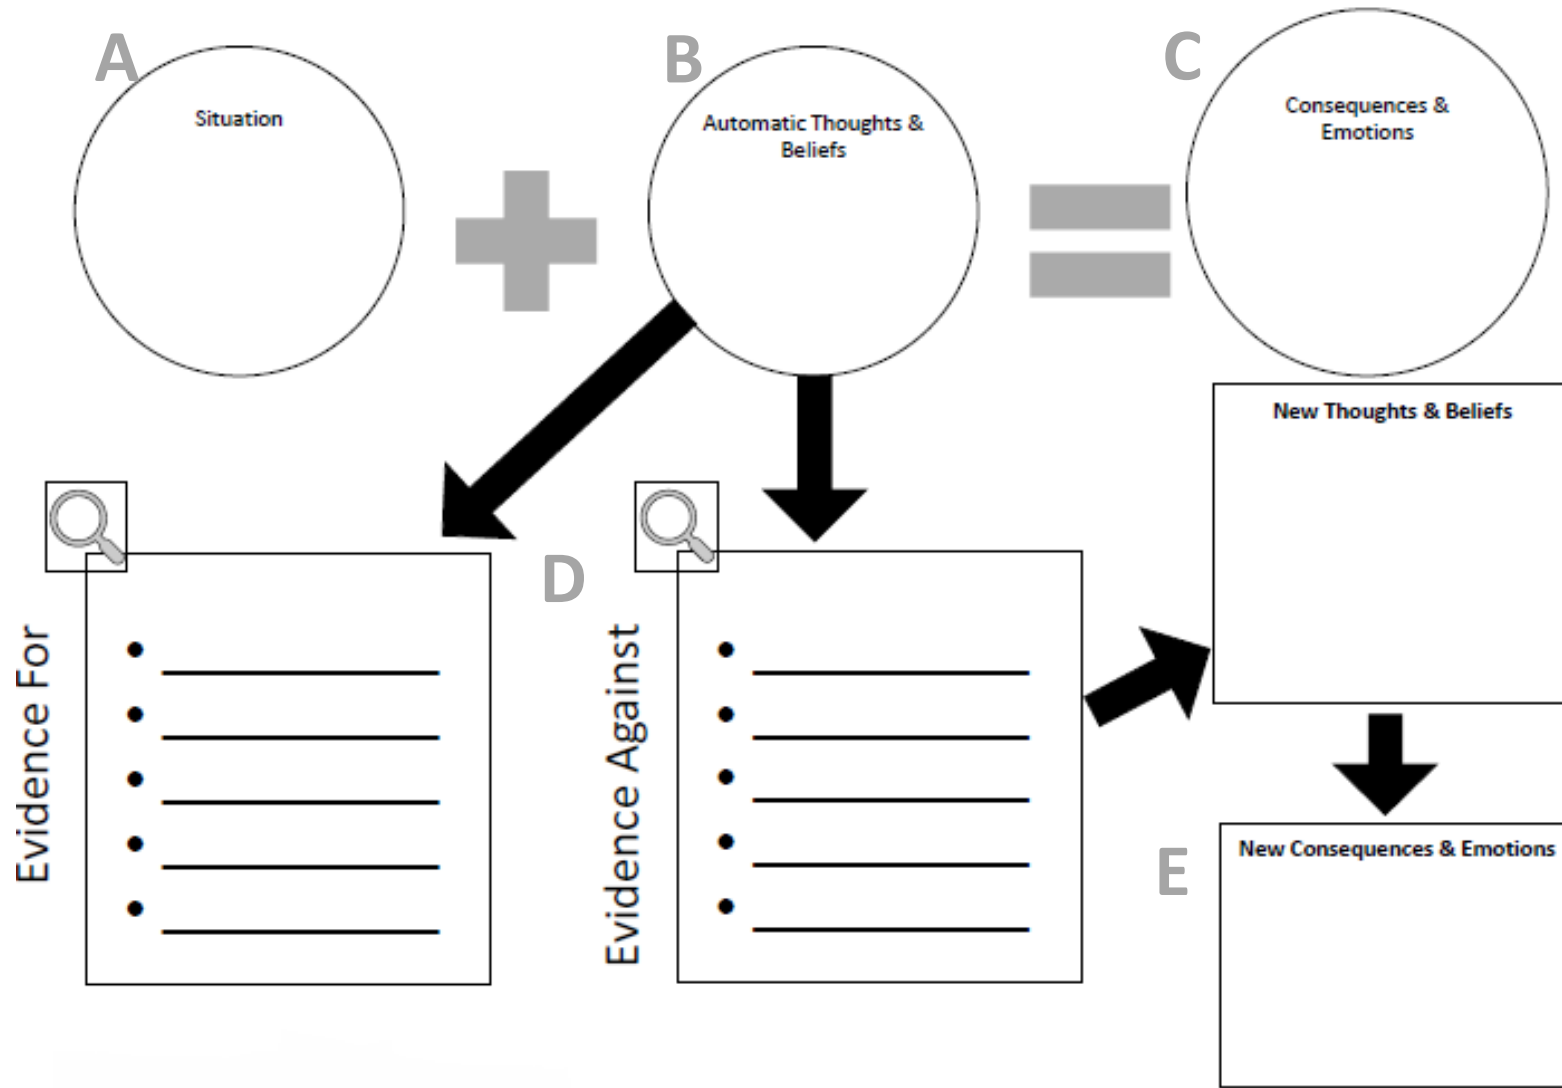 A
Situation
B
Automatic Thoughts &
Beliefs
C
Consequences &
Emotions
New Thoughts & Beliefs
D
Evidence For
Evidence Against
E
New Consequences & Emotions